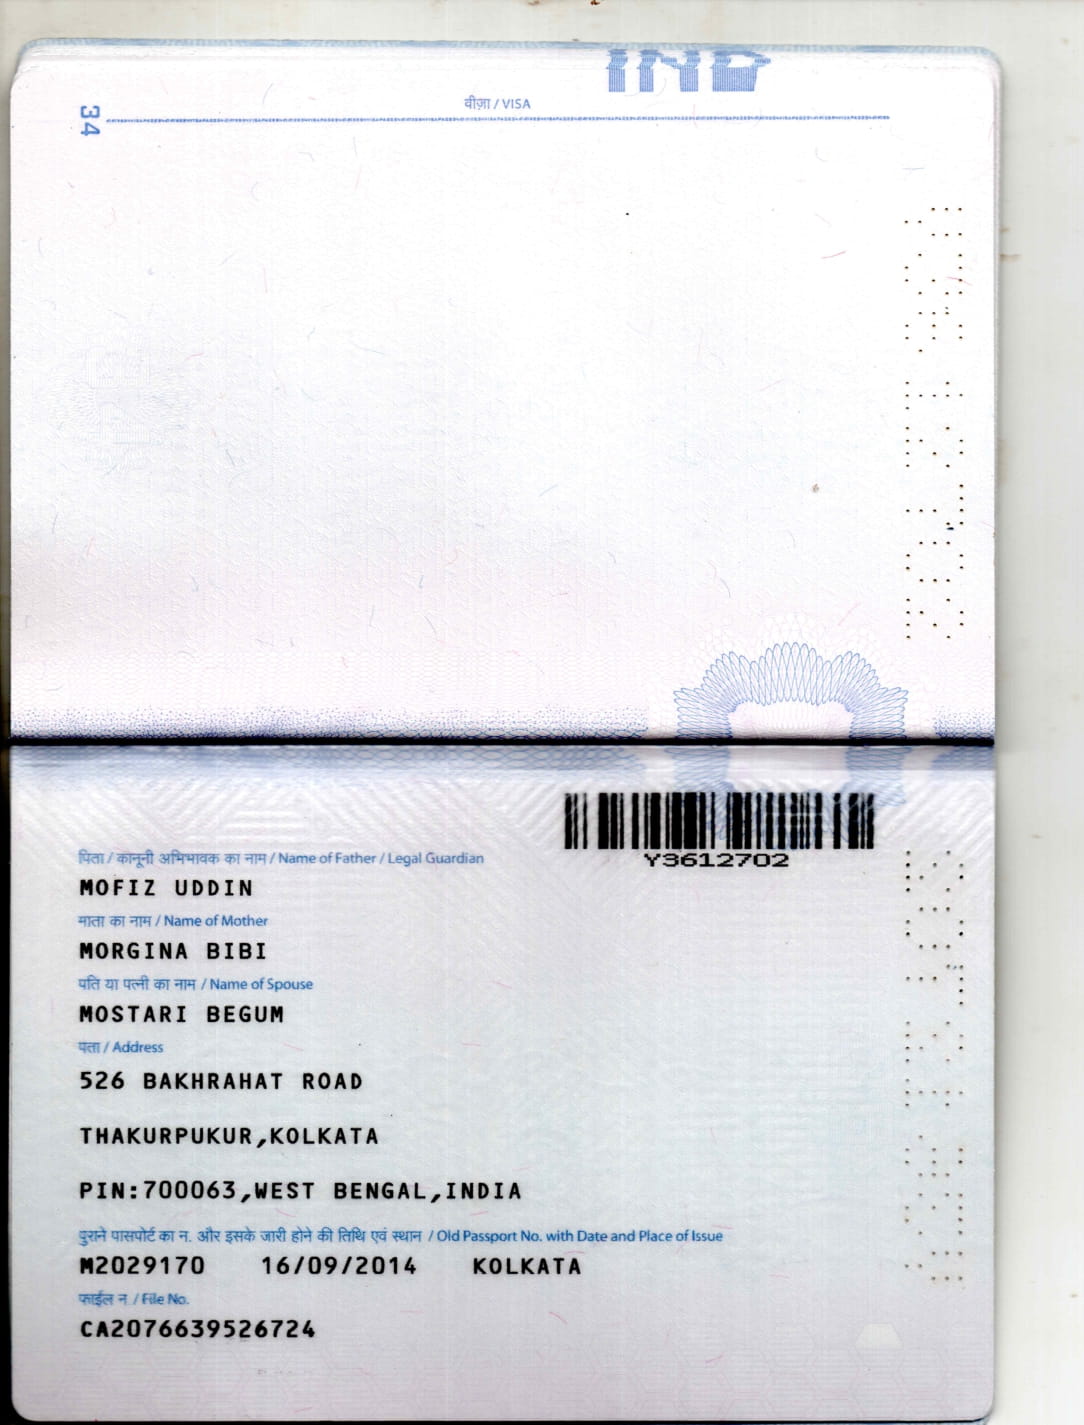 IND
वीज़ा / VISA
34
Y3612702
पिता / कानूनी अभिभावक का नाम / Name of Father / Legal Guardian
MOFIZ UDDIN
माता का नाम / Name of Mother
MORGINA BIBI
पति या पत्नी का नाम / Name of Spouse
MOSTARI BEGUM
पता / Address
526 BAKHRAHAT ROAD
THAKURPUKUR,KOLKATA
PIN:700063,WEST BENGAL,INDIA
पुराने पासपोर्ट का न. और इसके जारी होने की तिथि एवं स्थान / Old Passport No. with Date and Place of Issue
M2029170 16/09/2014 KOLKATA
फाईल न / File No.
CA2076639526724